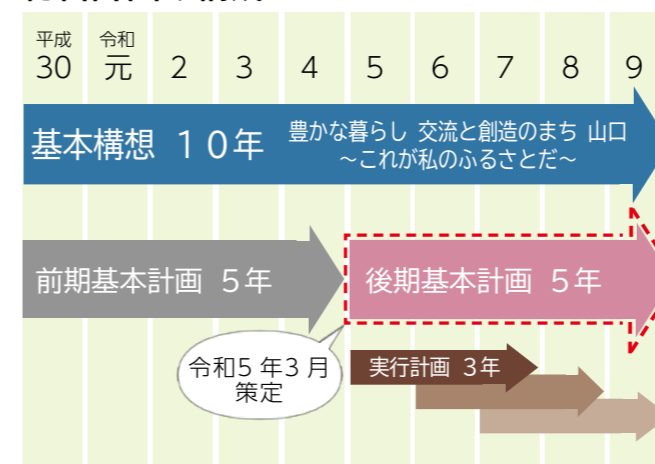 平成 令和
30 元 2 3 4 5 6 7 8 9
基本構想 10年
豊かな暮らし 交流と創造のまち 山口
～これが私のふるさとだ～
前期基本計画 5年
後期基本計画 5年
令和5年3月
策定
実行計画 3年